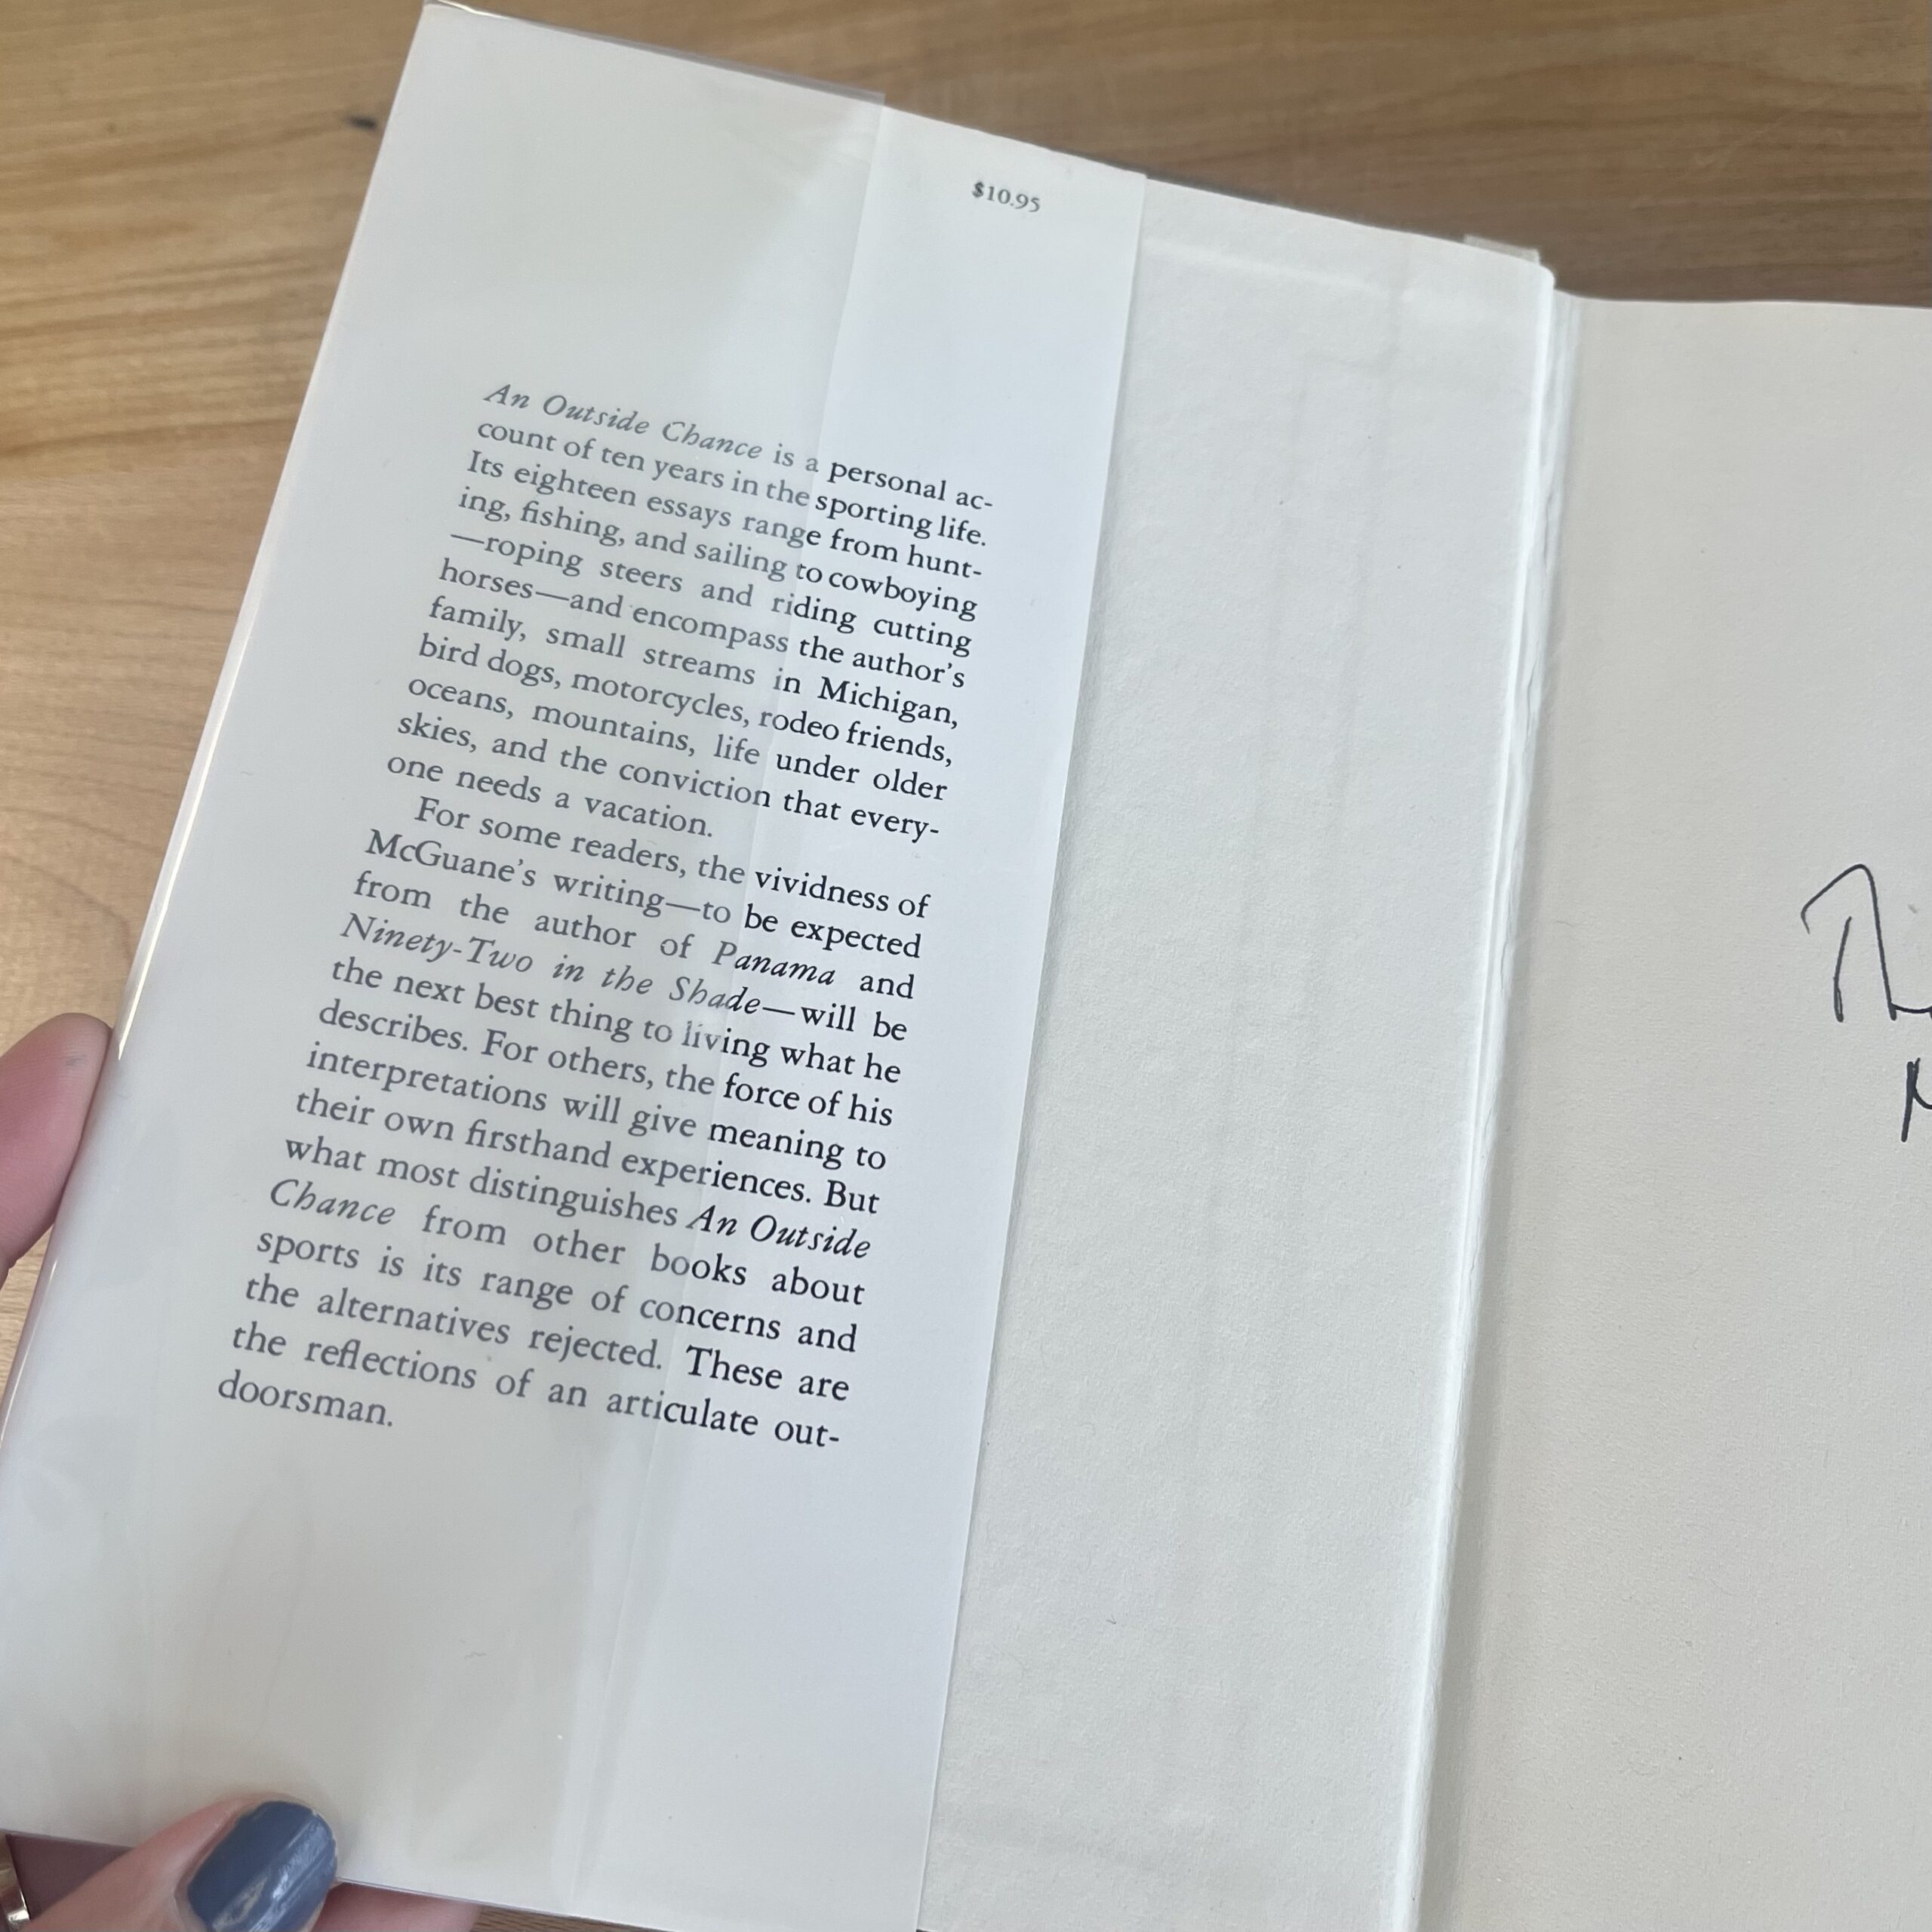 $10.95
An Outside Chance is a personal ac-
count of ten years in the sporting life.
Its eighteen essays range from hunt-
ing, fishing, and sailing to cowboying
—roping steers and riding cutting
horses—and encompass the author's
family, small streams in Michigan,
bird dogs, motorcycles, rodeo friends,
oceans, mountains, life under older
skies, and the conviction that every-
one needs a vacation.
For some readers, the vividness of
McGuane's writing—to be expected
from the author of Panama and
Ninety-Two in the Shade—will be
the next best thing to living what he
describes. For others, the force of his
interpretations will give meaning to
their own firsthand experiences. But
what most distinguishes An Outside
Chance from other books about
sports is its range of concerns and
the alternatives rejected. These are
the reflections of an articulate out-
doorsman.